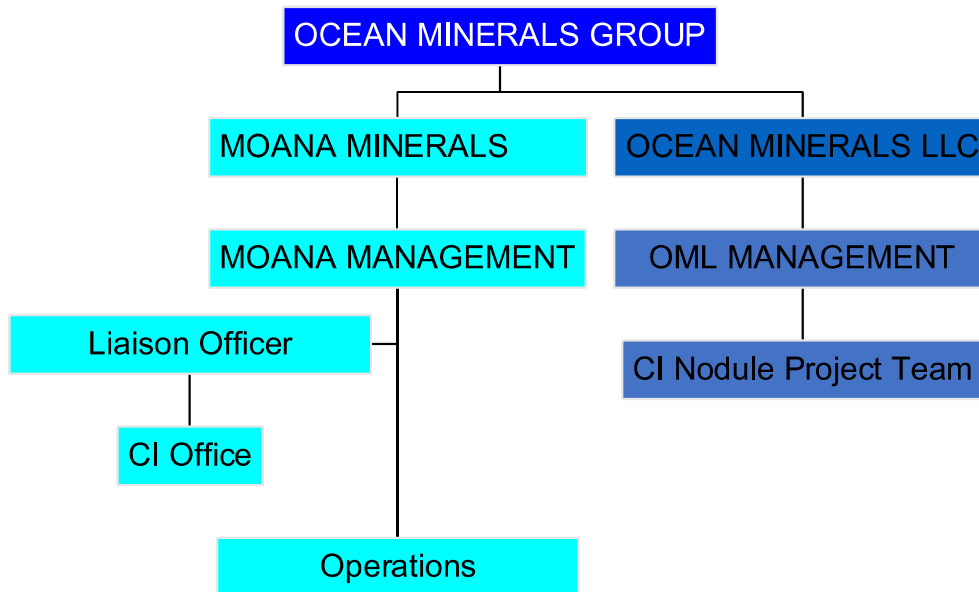 OCEAN MINERALS GROUP
MOANA MINERALS
OCEAN MINERALS LLC
MOANA MANAGEMENT
OML MANAGEMENT
Liaison Officer
CI Nodule Project Team
CI Office
Operations